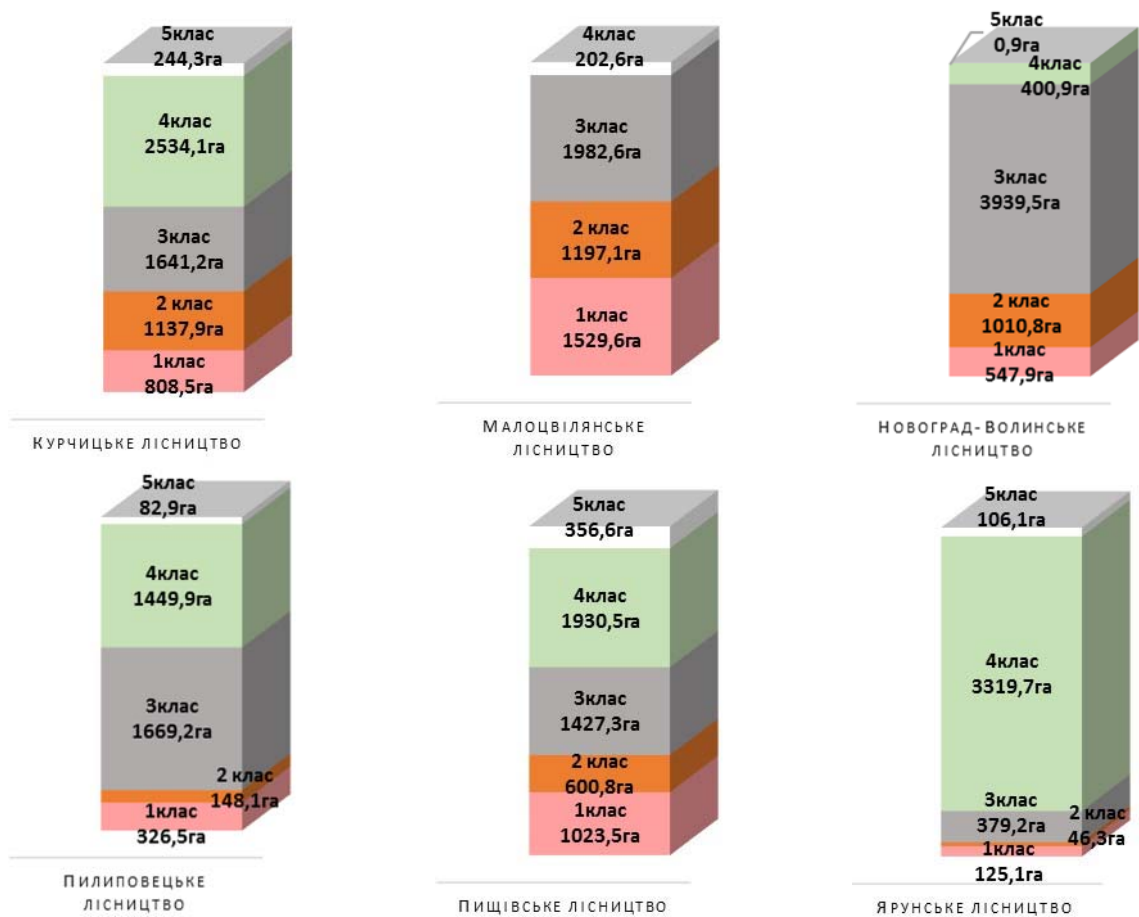 5клас
244,3га
4клас
2534,1га
3клас
1641,2га
2 клас
1137,9га
1клас
808,5га
КУРЧИЦЬКЕ ЛІСНИЦТВО
4клас
202,6га
3клас
1982,6га
2 клас
1197,1га
1клас
1529,6га
МАЛОЦВІЛЯНСЬКЕ
ЛІСНИЦТВО
5клас
0,9га
4клас
400,9га
3клас
3939,5га
2 клас
1010,8га
1клас
547,9га
НОВОГРАД-ВОЛИНСЬКЕ
ЛІСНИЦТВО
5клас
82,9га
4клас
1449,9га
3клас
1669,2га
2 клас
148,1га
1клас
326,5га
ПИЛИПОВЕЦЬКЕ
ЛІСНИЦТВО
5клас
356,6га
4клас
1930,5га
3клас
1427,3га
2 клас
600,8га
1клас
1023,5га
ПИЩІВСЬКЕ ЛІСНИЦТВО
5клас
106,1га
4клас
3319,7га
3клас
379,2га
2 клас
46,3га
1клас
125,1га
ЯРУНСЬКЕ ЛІСНИЦТВО